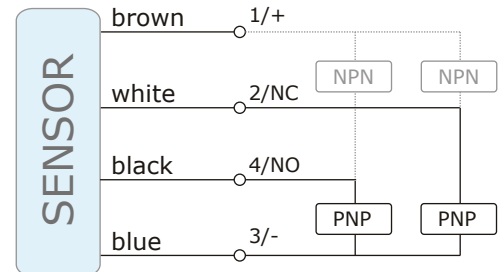 SENSOR
brown 1/+
NPN NPN
white 2/NC
black 4/NO
PNP PNP
blue 3/-